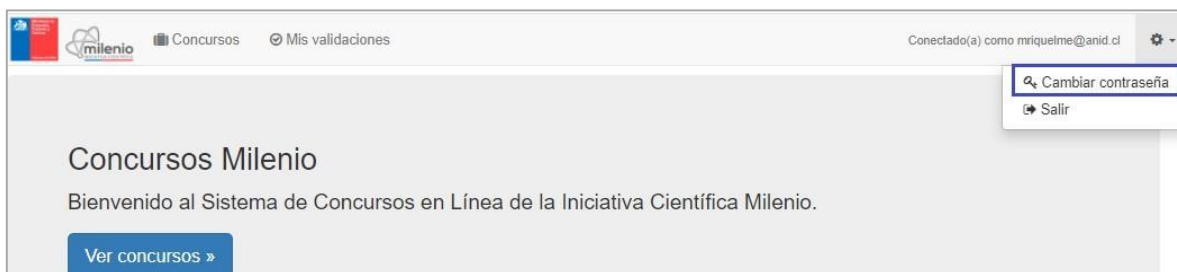 milenio
Concursos
Mis validaciones
Conectado(a) como mriquelme@anid.cl
Cambiar contraseña
Salir
Concursos Milenio
Bienvenido al Sistema de Concursos en Línea de la Iniciativa Científica Milenio.
Ver concursos »